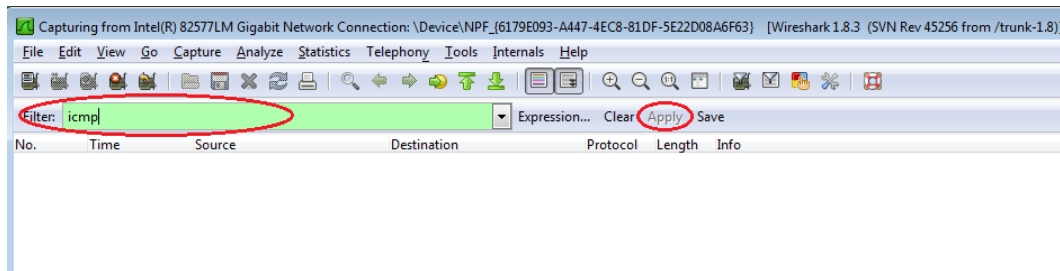 Capturing from Intel(R) 82577LM Gigabit Network Connection: \Device\NPF_{6179E093-A447-4EC8-81DF-5E22D08A6F63} [Wireshark 1.8.3 (SVN Rev 45256 from /trunk-1.8)]
File Edit View Go Capture Analyze Statistics Telephony Tools Internals Help
Filter: icmp Expression... Clear Apply Save
No. Time Source Destination Protocol Length Info